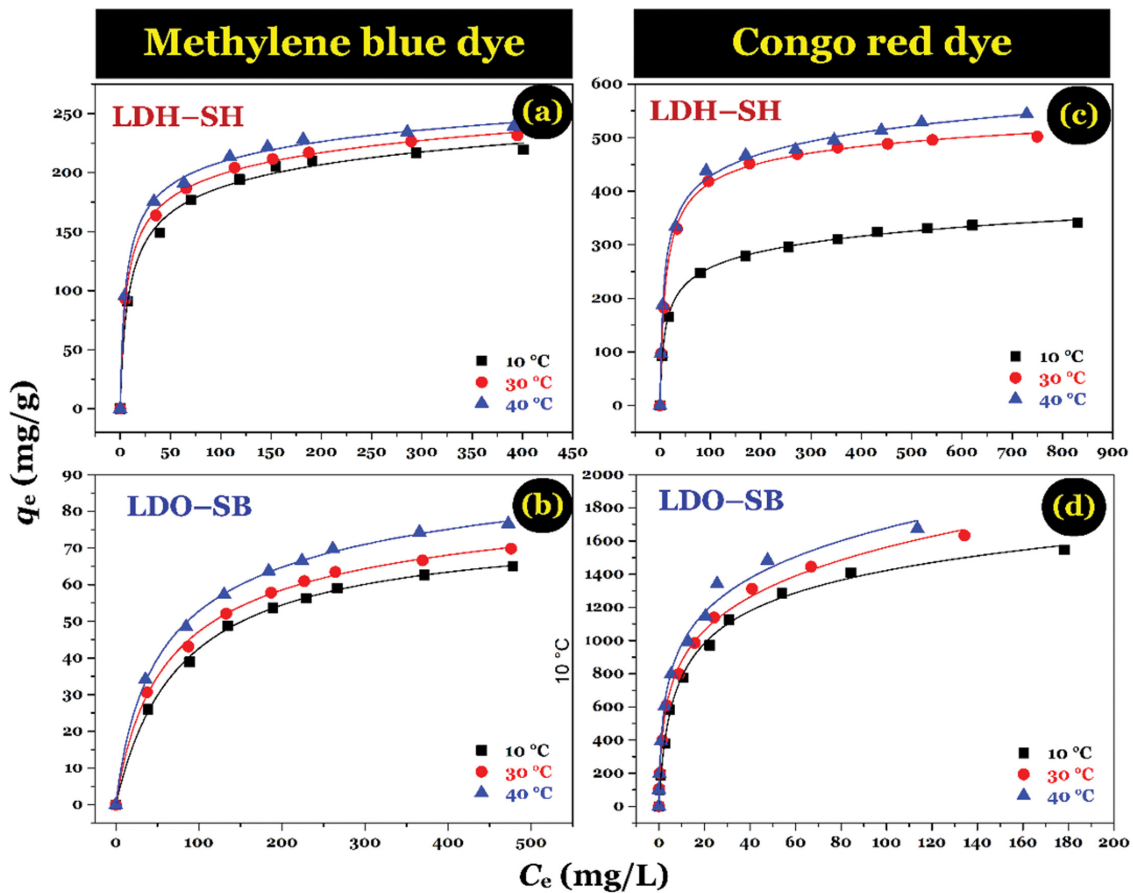 Methylene blue dye
Congo red dye
LDH–SH
(a)
250
200
150
100
50
0
10 °C
30 °C
40 °C
0 50 100 150 200 250 300 350 400 450
LDH–SH
(c)
600
500
400
300
200
100
0
10 °C
30 °C
40 °C
0 100 200 300 400 500 600 700 800 900
qe (mg/g)
LDO–SB
(b)
90
80
70
60
50
40
30
20
10
0
10 °C
30 °C
40 °C
0 100 200 300 400 500
10 °C
LDO–SB
(d)
2000
1800
1600
1400
1200
1000
800
600
400
200
0
10 °C
30 °C
40 °C
0 20 40 60 80 100 120 140 160 180 200
Ce (mg/L)